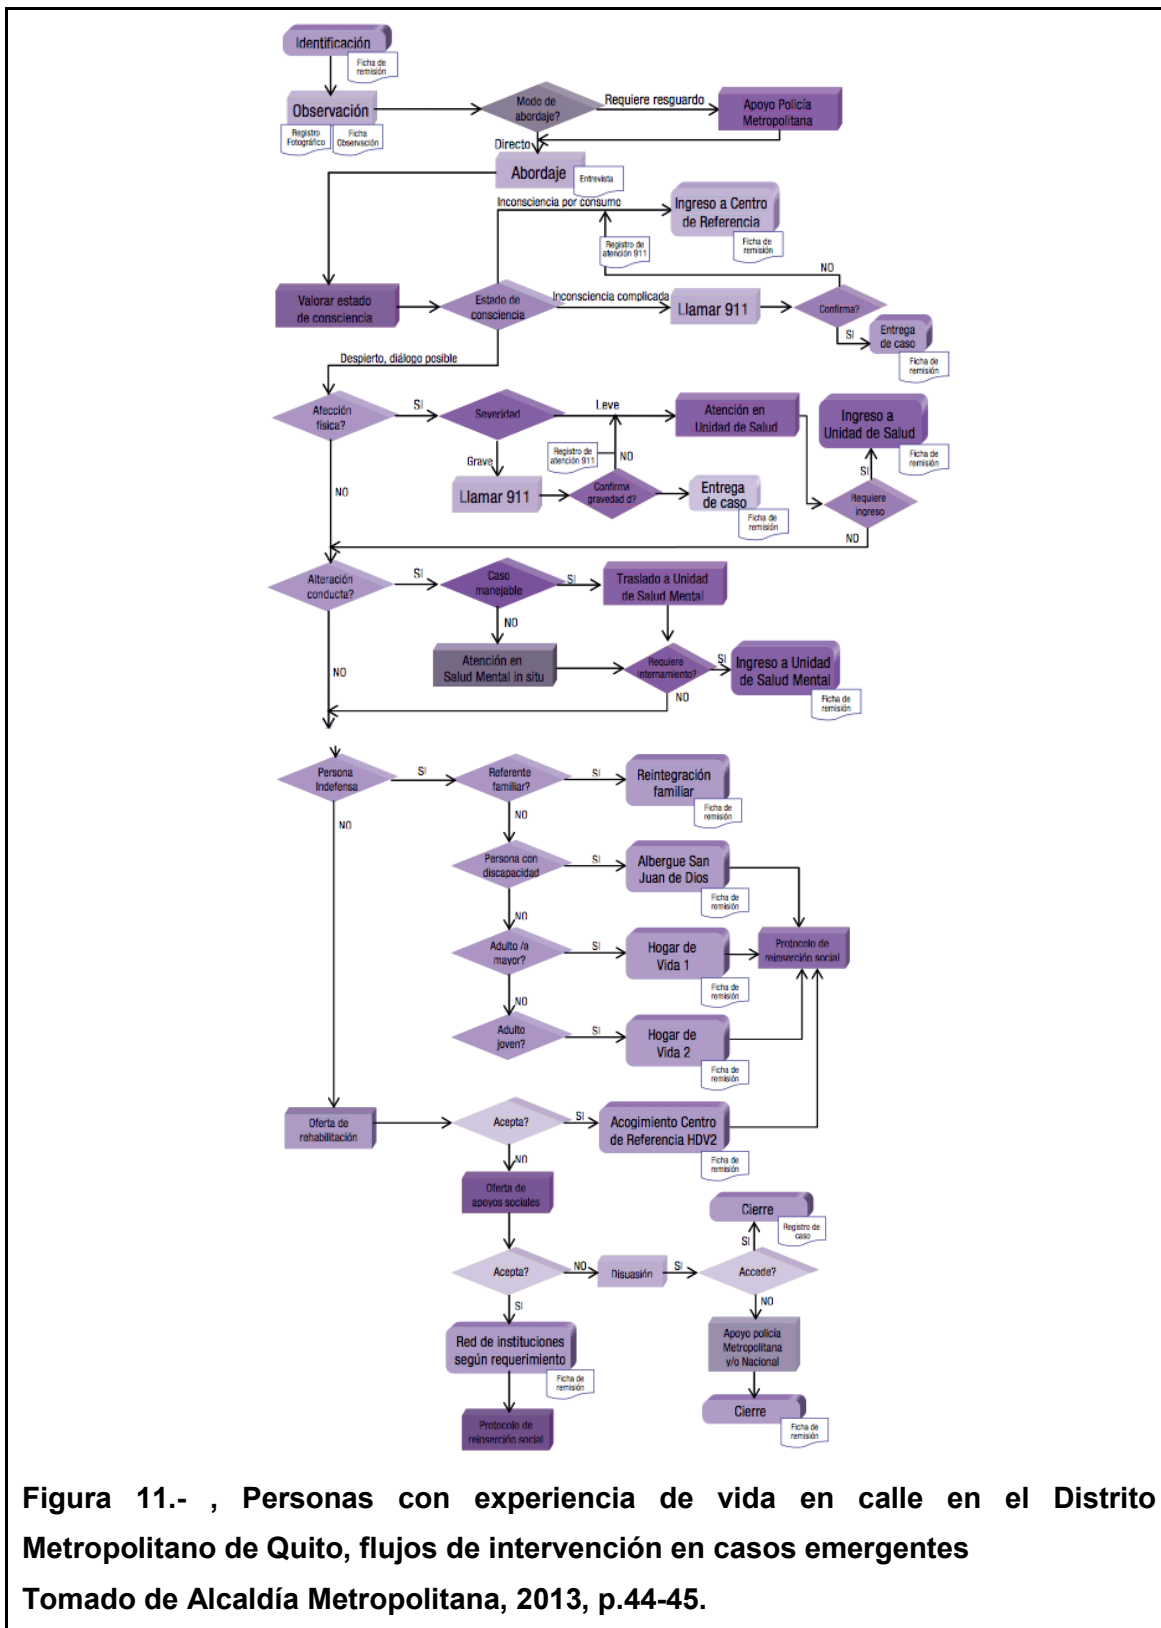 Identificación
Ficha de
remisión
Observación
Registro
Fotográfico
Ficha
Observación
Modo de
abordaje?
Requiere resguardo
Apoyo Policía
Metropolitana
Directo
Abordaje
Entrevista
Inconsciencia por consumo
Ingreso a Centro
de Referencia
Ficha de
remisión
Registro de
atención 911
NO
Valorar estado
de consciencia
Estado de
consciencia
Inconsciencia complicada
Llamar 911
Confirma?
SI
Entrega
de caso
Ficha de
remisión
Despierto, diálogo posible
Afección
física?
SI
Severidad
Leve
Atención en
Unidad de Salud
Ingreso a
Unidad de Salud
Ficha de
remisión
Grave
Registro de
atención 911
NO
SI
Llamar 911
Confirma
gravedad d?
Entrega
de caso
Ficha de
remisión
Requiere
ingreso
NO
NO
Alteración
conducta?
SI
Caso
manejable
SI
Traslado a Unidad
de Salud Mental
NO
Atención en
Salud Mental in situ
Requiere
internamiento?
SI
Ingreso a Unidad
de Salud Mental
Ficha de
remisión
NO
NO
Persona
Indefensa
SI
Referente
familiar?
SI
Reintegración
familiar
Ficha de
remisión
NO
NO
Persona con
discapacidad
SI
Albergue San
Juan de Dios
Ficha de
remisión
NO
Adulto /a
mayor?
SI
Hogar de
Vida 1
Ficha de
remisión
Protocolo de
reinserción social
NO
Adulto
joven?
SI
Hogar de
Vida 2
Ficha de
remisión
Oferta de
rehabilitación
Acepta?
SI
Acogimiento Centro
de Referencia HDV2
Ficha de
remisión
NO
Oferta de
apoyos sociales
Cierre
Registro de
caso
SI
Acepta?
NO
Disuasión
SI
Accede?
SI
NO
Red de instituciones
según requerimiento
Ficha de
remisión
Apoyo policía
Metropolitana
y/o Nacional
Protocolo de
reinserción social
Cierre
Ficha de
remisión
Figura 11.- , Personas con experiencia de vida en calle en el Distrito
Metropolitano de Quito, flujos de intervención en casos emergentes
Tomado de Alcaldía Metropolitana, 2013, p.44-45.